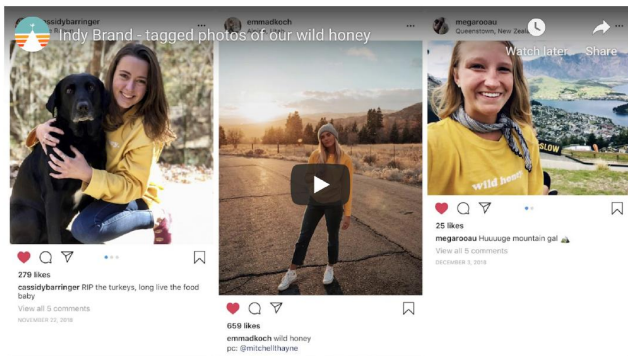 cassidybarringer
emmadkoch
megarooau
Queenstown, New Zeal
Indy Brand - tagged photos of our wild honey
Watch later
Share
SLOW
wild honey
279 likes
cassidybarringer RIP the turkeys, long live the food
baby
View all 5 comments
NOVEMBER 22, 2018
659 likes
emmadkoch wild honey
pc: @mitchellthayne
25 likes
megarooau Huuuuge mountain gal
View all 5 comments
DECEMBER 3, 2018